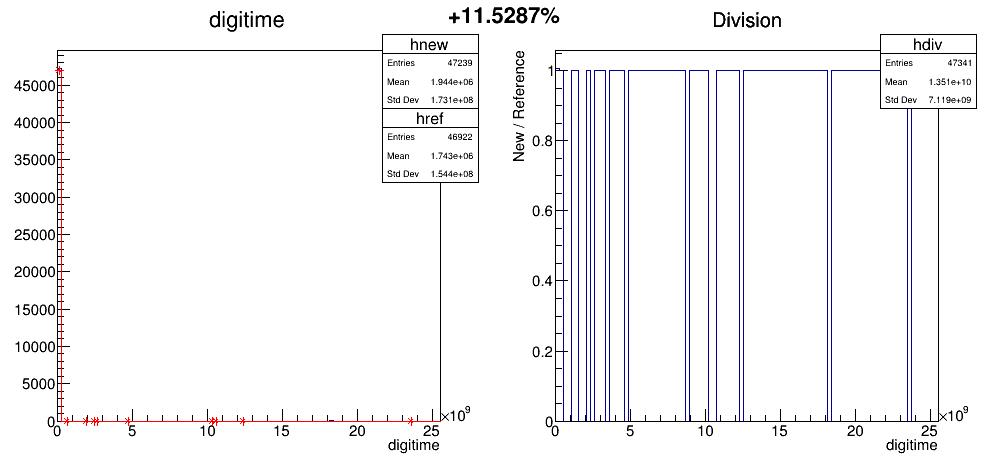 +11.5287%
digitime
hnew
Entries 47239
Mean 1.944e+06
Std Dev 1.731e+08
href
Entries 46922
Mean 1.743e+06
Std Dev 1.544e+08
45000
40000
35000
30000
25000
20000
15000
10000
5000
0
0 5 10 15 20 25
×10⁹
digitime
Division
hdiv
Entries 47341
Mean 1.351e+10
Std Dev 7.119e+09
New / Reference
1
0.8
0.6
0.4
0.2
0
0 5 10 15 20 25
×10⁹
digitime